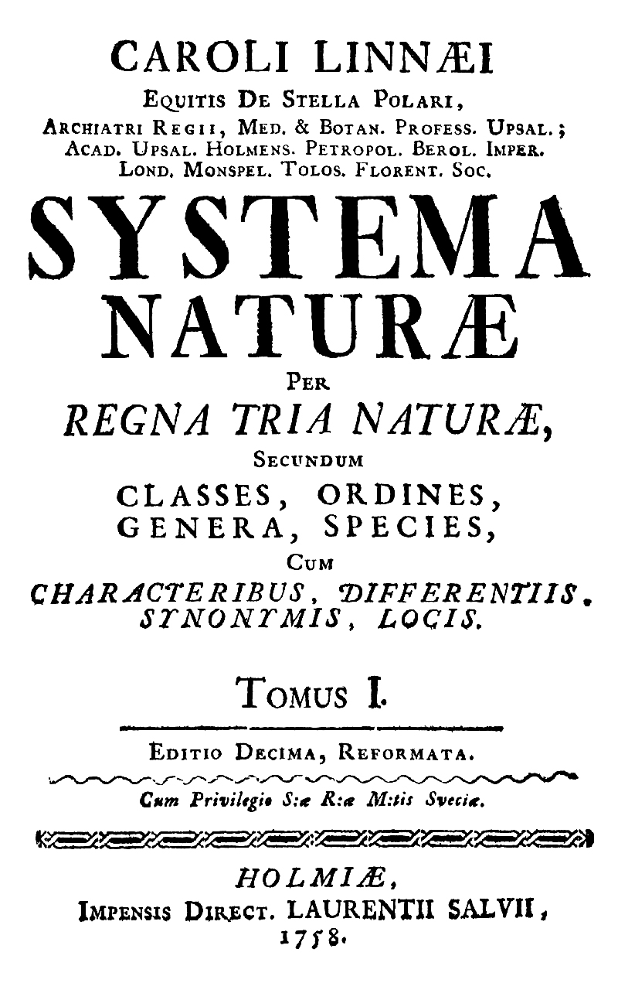 CAROLI LINNÆI
EQUITIS DE STELLA POLARI,
ARCHIATRI REGII, MED. & BOTAN. PROFESS. UPSAL.;
ACAD. UPSAL. HOLMENS. PETROPOL. BEROL. IMPER.
LOND. MONSPEL. TOLOS. FLORENT. SOC.
SYSTEMA
NATURÆ
PER
REGNA TRIA NATURÆ,
SECUNDUM
CLASSES, ORDINES,
GENERA, SPECIES,
CUM
CHARACTERIBUS, DIFFERENTIIS.
SYNONYMIS, LOCIS.
TOMUS I.
EDITIO DECIMA, REFORMATA.
Cum Privilegio S:æ R:æ M:tis Sveciæ.
HOLMIÆ,
IMPENSIS DIRECT. LAURENTII SALVII,
1758.